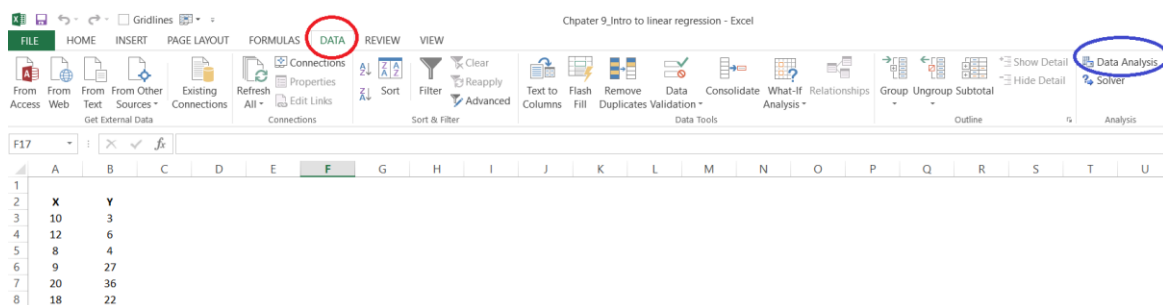 Gridlines
Chpater 9_Intro to linear regression - Excel
FILE HOME INSERT PAGE LAYOUT FORMULAS DATA REVIEW VIEW
Connections Clear Show Detail Data Analysis
Properties Reapply Hide Detail Solver
From From From From Other Existing Refresh Edit Links Sort Filter Advanced Text to Flash Remove Data Consolidate What-If Relationships Group Ungroup Subtotal
Access Web Text Sources Connections All Columns Fill Duplicates Validation Analysis
Get External Data Connections Sort & Filter Data Tools Outline Analysis
F17 fx
A B C D E F G H I J K L M N O P Q R S T U
1
2 X Y
3 10 3
4 12 6
5 8 4
6 9 27
7 20 36
8 18 22